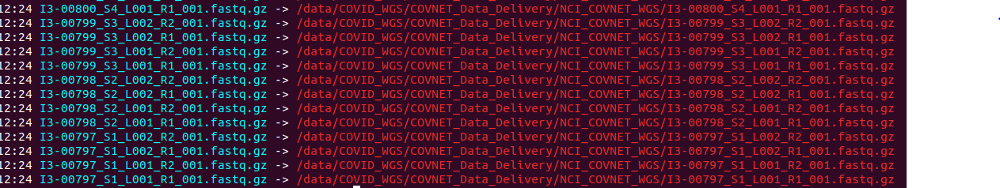 12:24 I3-00800_S4_L001_R1_001.fastq.gz -> /data/COVID_WGS/COVNET_Data_Delivery/NCI_COVNET_WGS/I3-00800_S4_L001_R1_001.fastq.gz
12:24 I3-00799_S3_L002_R2_001.fastq.gz -> /data/COVID_WGS/COVNET_Data_Delivery/NCI_COVNET_WGS/I3-00799_S3_L002_R2_001.fastq.gz
12:24 I3-00799_S3_L002_R1_001.fastq.gz -> /data/COVID_WGS/COVNET_Data_Delivery/NCI_COVNET_WGS/I3-00799_S3_L002_R1_001.fastq.gz
12:24 I3-00799_S3_L001_R2_001.fastq.gz -> /data/COVID_WGS/COVNET_Data_Delivery/NCI_COVNET_WGS/I3-00799_S3_L001_R2_001.fastq.gz
12:24 I3-00799_S3_L001_R1_001.fastq.gz -> /data/COVID_WGS/COVNET_Data_Delivery/NCI_COVNET_WGS/I3-00799_S3_L001_R1_001.fastq.gz
12:24 I3-00798_S2_L002_R2_001.fastq.gz -> /data/COVID_WGS/COVNET_Data_Delivery/NCI_COVNET_WGS/I3-00798_S2_L002_R2_001.fastq.gz
12:24 I3-00798_S2_L002_R1_001.fastq.gz -> /data/COVID_WGS/COVNET_Data_Delivery/NCI_COVNET_WGS/I3-00798_S2_L002_R1_001.fastq.gz
12:24 I3-00798_S2_L001_R2_001.fastq.gz -> /data/COVID_WGS/COVNET_Data_Delivery/NCI_COVNET_WGS/I3-00798_S2_L001_R2_001.fastq.gz
12:24 I3-00798_S2_L001_R1_001.fastq.gz -> /data/COVID_WGS/COVNET_Data_Delivery/NCI_COVNET_WGS/I3-00798_S2_L001_R1_001.fastq.gz
12:24 I3-00797_S1_L002_R2_001.fastq.gz -> /data/COVID_WGS/COVNET_Data_Delivery/NCI_COVNET_WGS/I3-00797_S1_L002_R2_001.fastq.gz
12:24 I3-00797_S1_L002_R1_001.fastq.gz -> /data/COVID_WGS/COVNET_Data_Delivery/NCI_COVNET_WGS/I3-00797_S1_L002_R1_001.fastq.gz
12:24 I3-00797_S1_L001_R2_001.fastq.gz -> /data/COVID_WGS/COVNET_Data_Delivery/NCI_COVNET_WGS/I3-00797_S1_L001_R2_001.fastq.gz
12:24 I3-00797_S1_L001_R1_001.fastq.gz -> /data/COVID_WGS/COVNET_Data_Delivery/NCI_COVNET_WGS/I3-00797_S1_L001_R1_001.fastq.gz